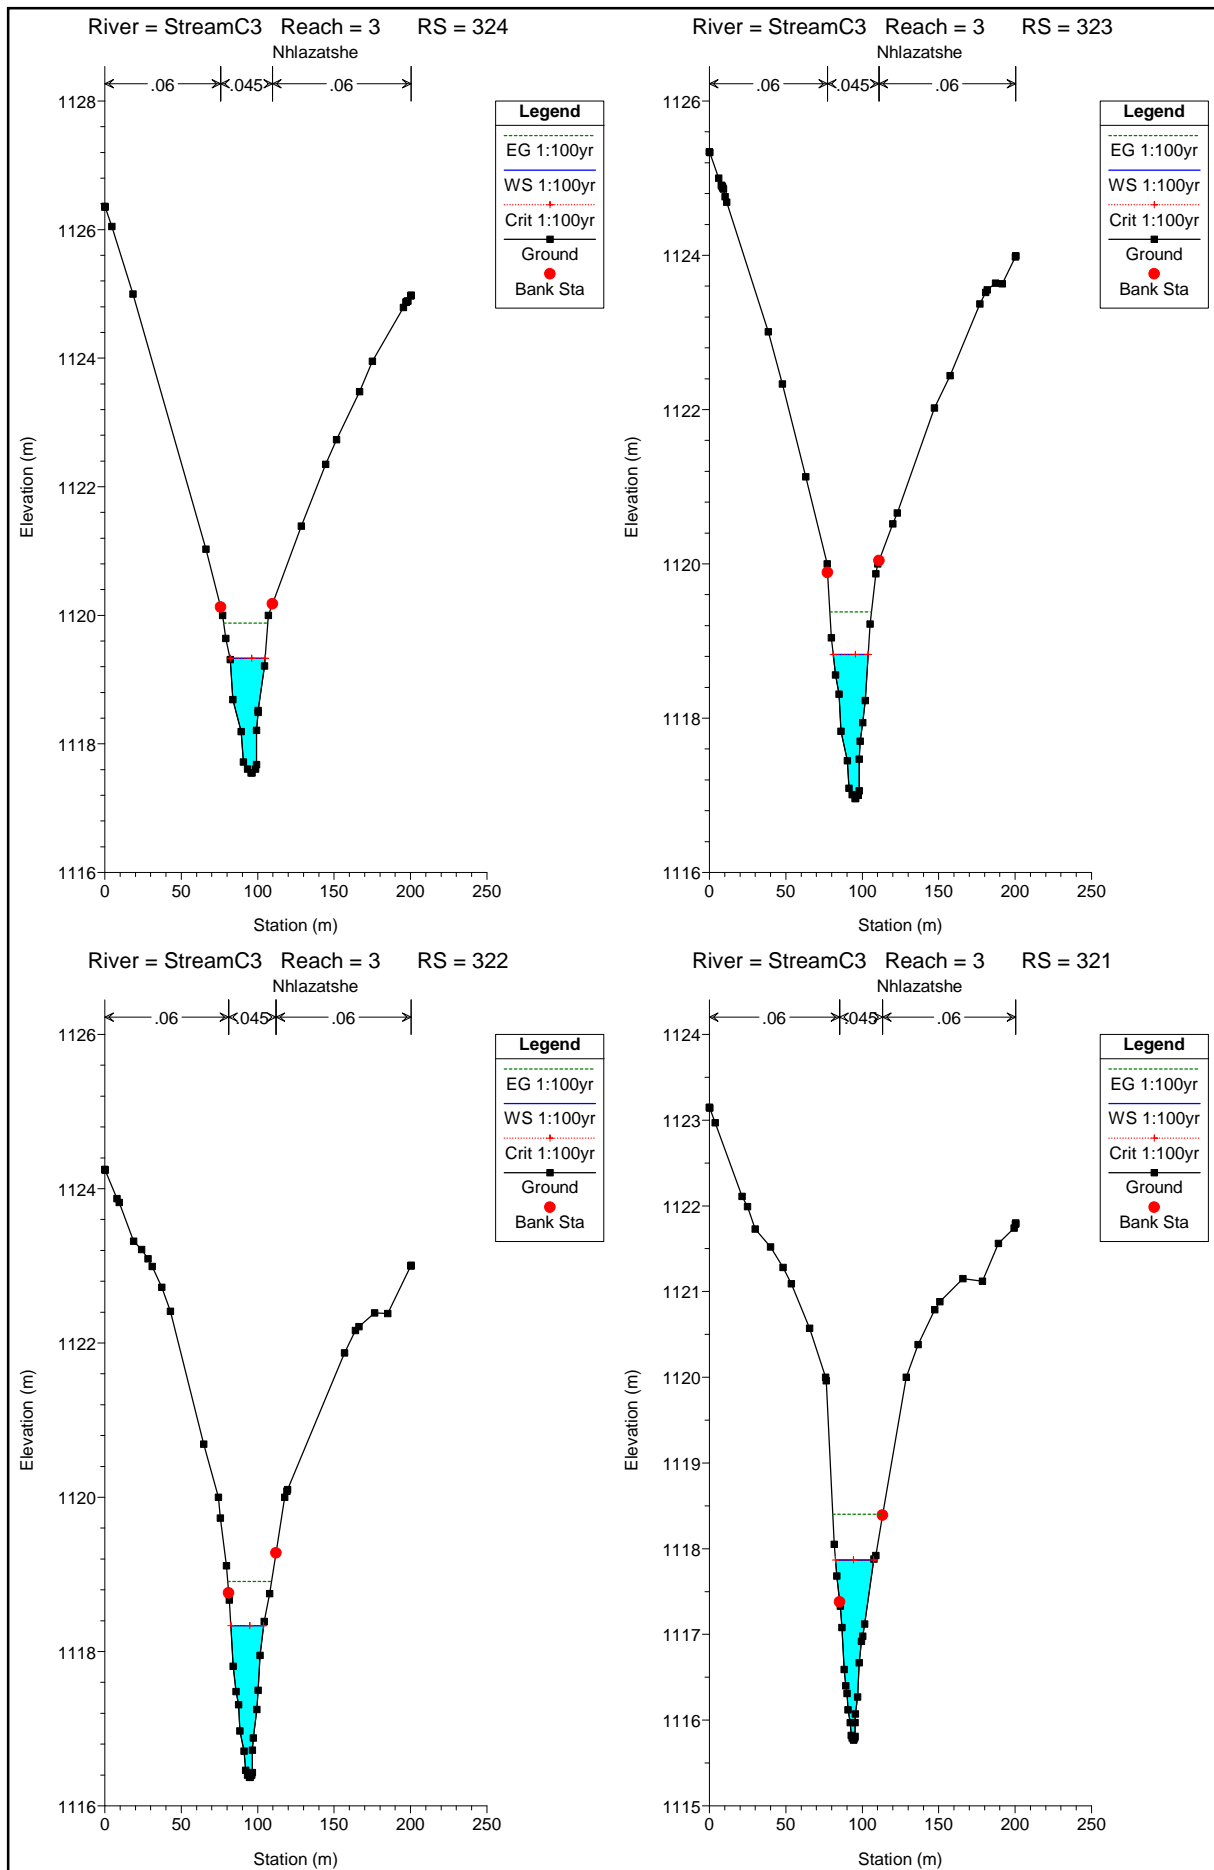 River = StreamC3 Reach = 3 RS = 324
Nhlazatshe
.06 .045 .06
Legend
EG 1:100yr
WS 1:100yr
Crit 1:100yr
Ground
Bank Sta
1128
1126
1124
1122
1120
1118
1116
Elevation (m)
0 50 100 150 200 250
Station (m)
River = StreamC3 Reach = 3 RS = 323
Nhlazatshe
.06 .045 .06
Legend
EG 1:100yr
WS 1:100yr
Crit 1:100yr
Ground
Bank Sta
1126
1124
1122
1120
1118
1116
Elevation (m)
0 50 100 150 200 250
Station (m)
River = StreamC3 Reach = 3 RS = 322
Nhlazatshe
.06 .045 .06
Legend
EG 1:100yr
WS 1:100yr
Crit 1:100yr
Ground
Bank Sta
1126
1124
1122
1120
1118
1116
Elevation (m)
0 50 100 150 200 250
Station (m)
River = StreamC3 Reach = 3 RS = 321
Nhlazatshe
.06 .045 .06
Legend
EG 1:100yr
WS 1:100yr
Crit 1:100yr
Ground
Bank Sta
1124
1123
1122
1121
1120
1119
1118
1117
1116
1115
Elevation (m)
0 50 100 150 200 250
Station (m)